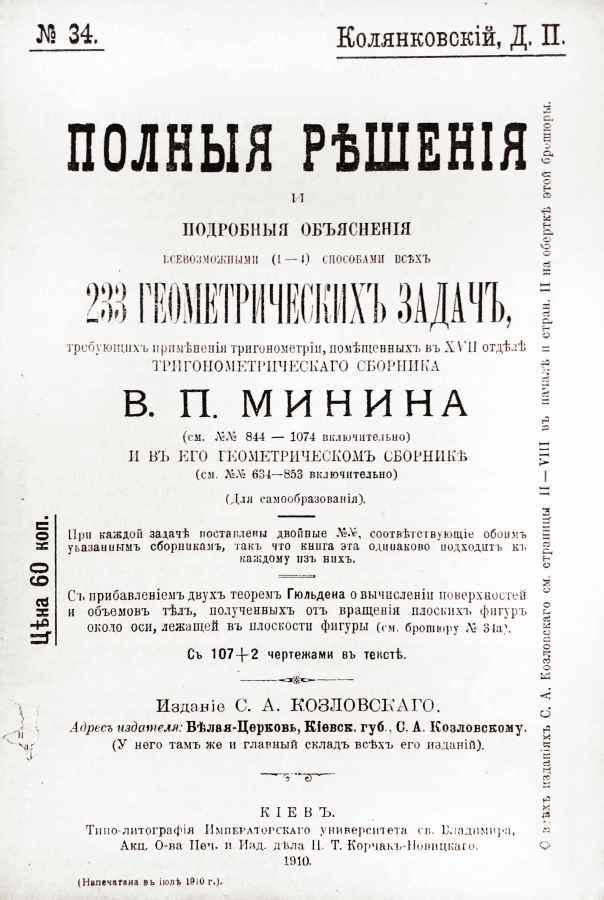 № 34.
Колянковскій, Д. П.
ПОЛНЫЯ РѢШЕНІЯ
И
ПОДРОБНЫЯ ОБЪЯСНЕНІЯ
ВСЕВОЗМОЖНЫМИ (1—4) СПОСОБАМИ ВСѢХЪ
233 ГЕОМЕТРИЧЕСКИХЪ ЗАДАЧЪ,
требующихъ примѣненія тригонометріи, помѣщенныхъ въ XVII отдѣлѣ
ТРИГОНОМЕТРИЧЕСКАГО СБОРНИКА
В. П. МИНИНА
(см. №№ 844 — 1074 включительно)
И ВЪ ЕГО ГЕОМЕТРИЧЕСКОМЪ СБОРНИКѢ
(см. №№ 634—853 включительно)
(Для самообразованія).
При каждой задачѣ поставлены двойные №№, соотвѣтствующіе обоимъ
указаннымъ сборникамъ, такъ что книга эта одинаково подходитъ къ
каждому изъ нихъ.
Съ прибавленіемъ двухъ теоремъ Гюльдена о вычисленіи поверхностей
и объемовъ тѣлъ, полученныхъ отъ вращенія плоскихъ фигуръ
около оси, лежащей въ плоскости фигуры (см. брошюру № 34а).
Съ 107+2 чертежами въ текстѣ.
Изданіе С. А. КОЗЛОВСКАГО.
Адресъ издателя: Бѣлая-Церковь, Кіевск. губ., С. А. Козловскому.
(У него тамъ же и главный складъ всѣхъ его изданій).
КІЕВЪ.
Типо-литографія Императорскаго университета св. Владимира,
Акц. О-ва Печ. и Изд. дѣла Н. Т. Корчакъ-Новицкаго.
1910.
(Напечатана въ іюлѣ 1910 г.).
Цѣна 60 коп.
О всѣхъ изданіяхъ С. А. Козловскаго см. страницы II—VIII въ началѣ и стран. II на оберткѣ этой брошюры.